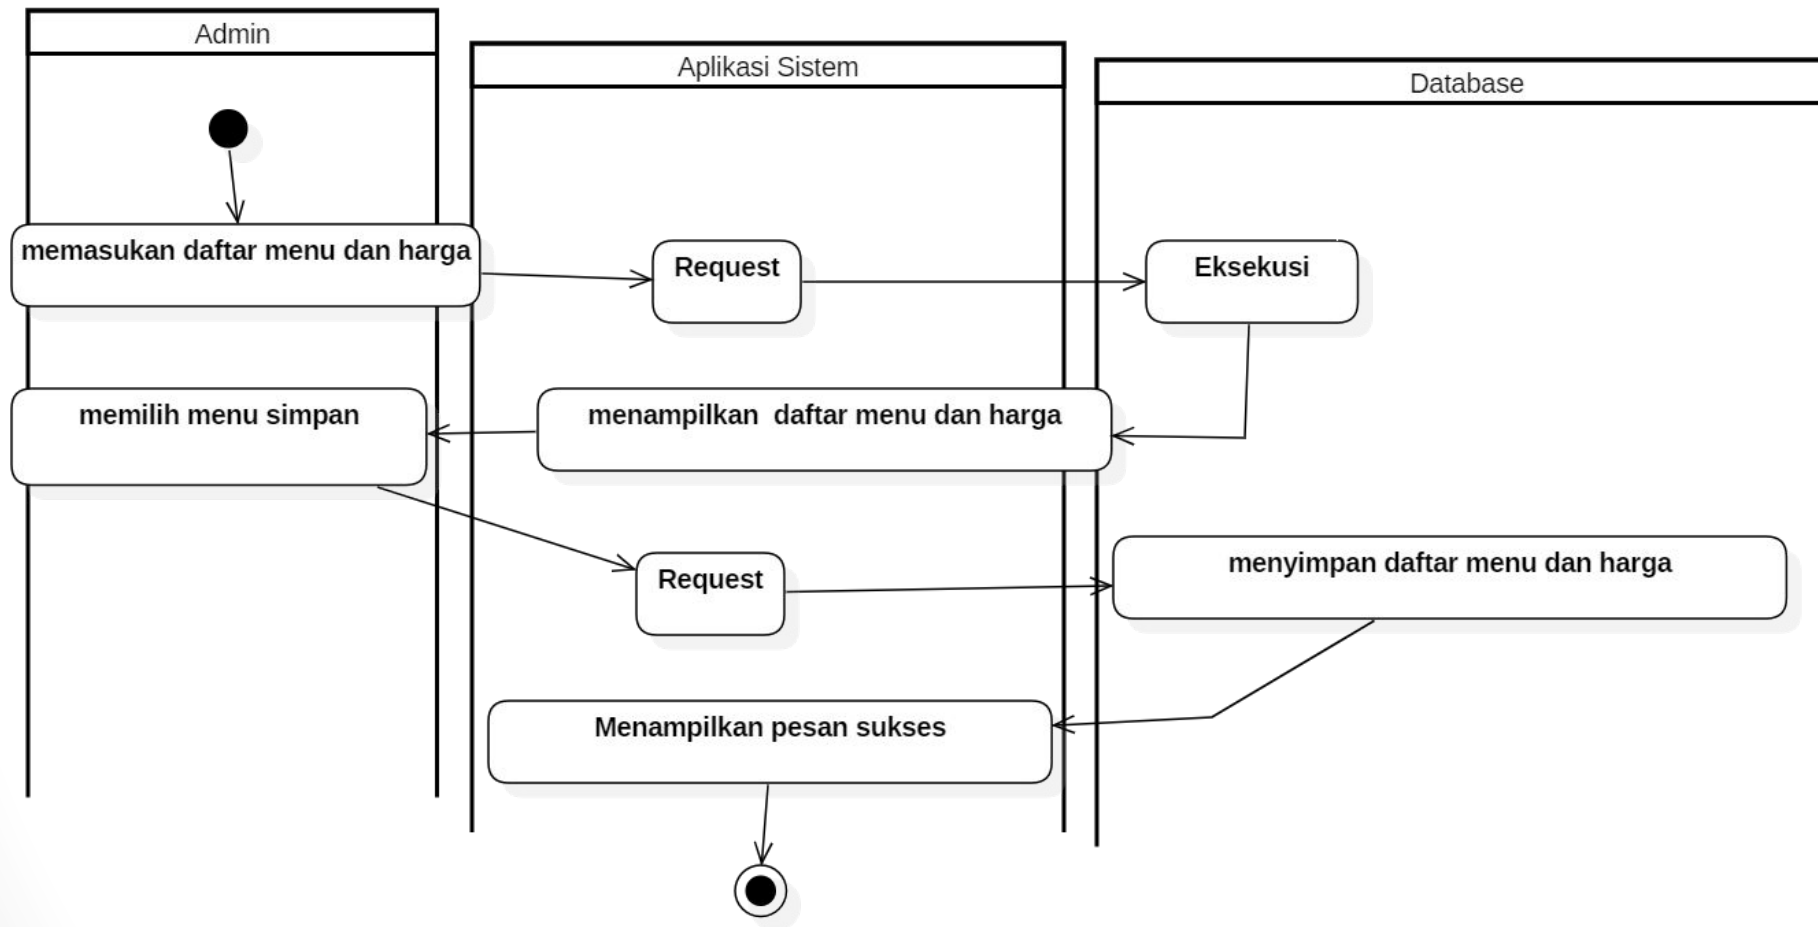 Admin
Aplikasi Sistem
Database
memasukan daftar menu dan harga
Request
Eksekusi
memilih menu simpan
menampilkan  daftar menu dan harga
Request
menyimpan daftar menu dan harga
Menampilkan pesan sukses